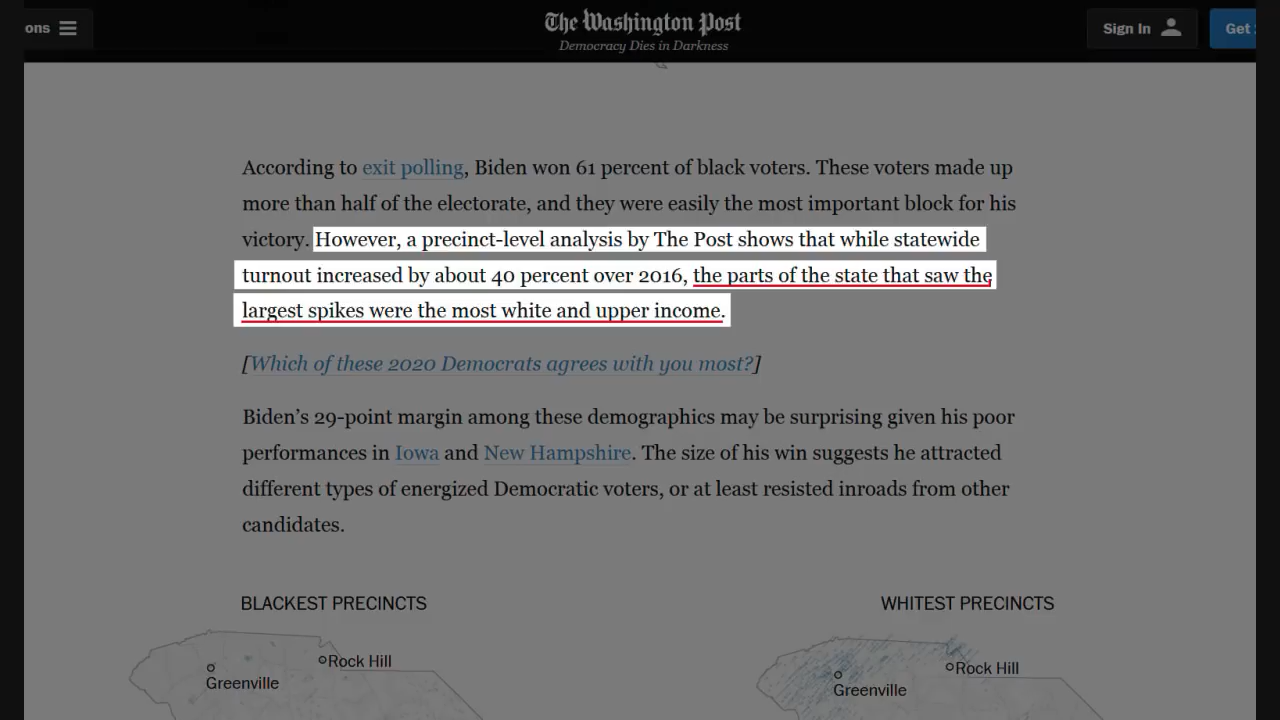 ons
The Washington Post
Democracy Dies in Darkness
Sign In
Get
According to exit polling, Biden won 61 percent of black voters. These voters made up
more than half of the electorate, and they were easily the most important block for his
victory. However, a precinct-level analysis by The Post shows that while statewide
turnout increased by about 40 percent over 2016, the parts of the state that saw the
largest spikes were the most white and upper income.
[Which of these 2020 Democrats agrees with you most?]
Biden’s 29-point margin among these demographics may be surprising given his poor
performances in Iowa and New Hampshire. The size of his win suggests he attracted
different types of energized Democratic voters, or at least resisted inroads from other
candidates.
BLACKEST PRECINCTS
WHITEST PRECINCTS
Rock Hill
Greenville
Rock Hill
Greenville